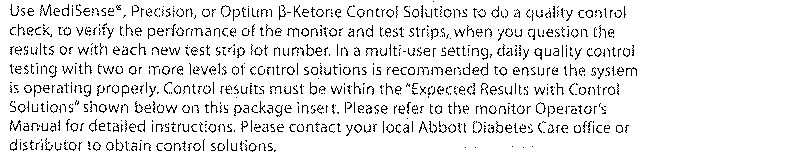 Use MediSense®, Precision, or Optium β-Ketone Control Solutions to do a quality control
check, to verify the performance of the monitor and test strips, when you question the
results or with each new test strip lot number. In a multi-user setting, daily quality control
testing with two or more levels of control solutions is recommended to ensure the system
is operating properly. Control results must be within the "Expected Results with Control
Solutions" shown below on this package insert. Please refer to the monitor Operator's
Manual for detailed instructions. Please contact your local Abbott Diabetes Care office or
distributor to obtain control solutions.